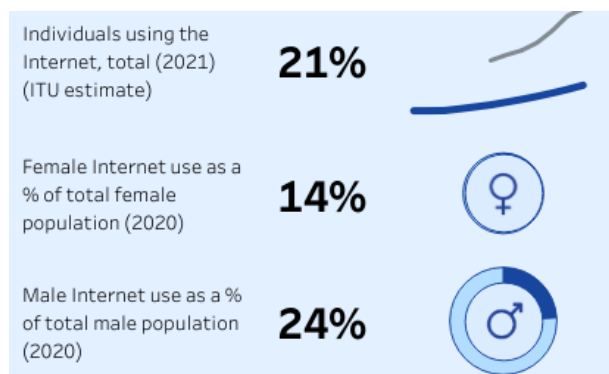 Individuals using the
Internet, total (2021)
(ITU estimate)
21%
Female Internet use as a
% of total female
population (2020)
14%
Male Internet use as a %
of total male population
(2020)
24%